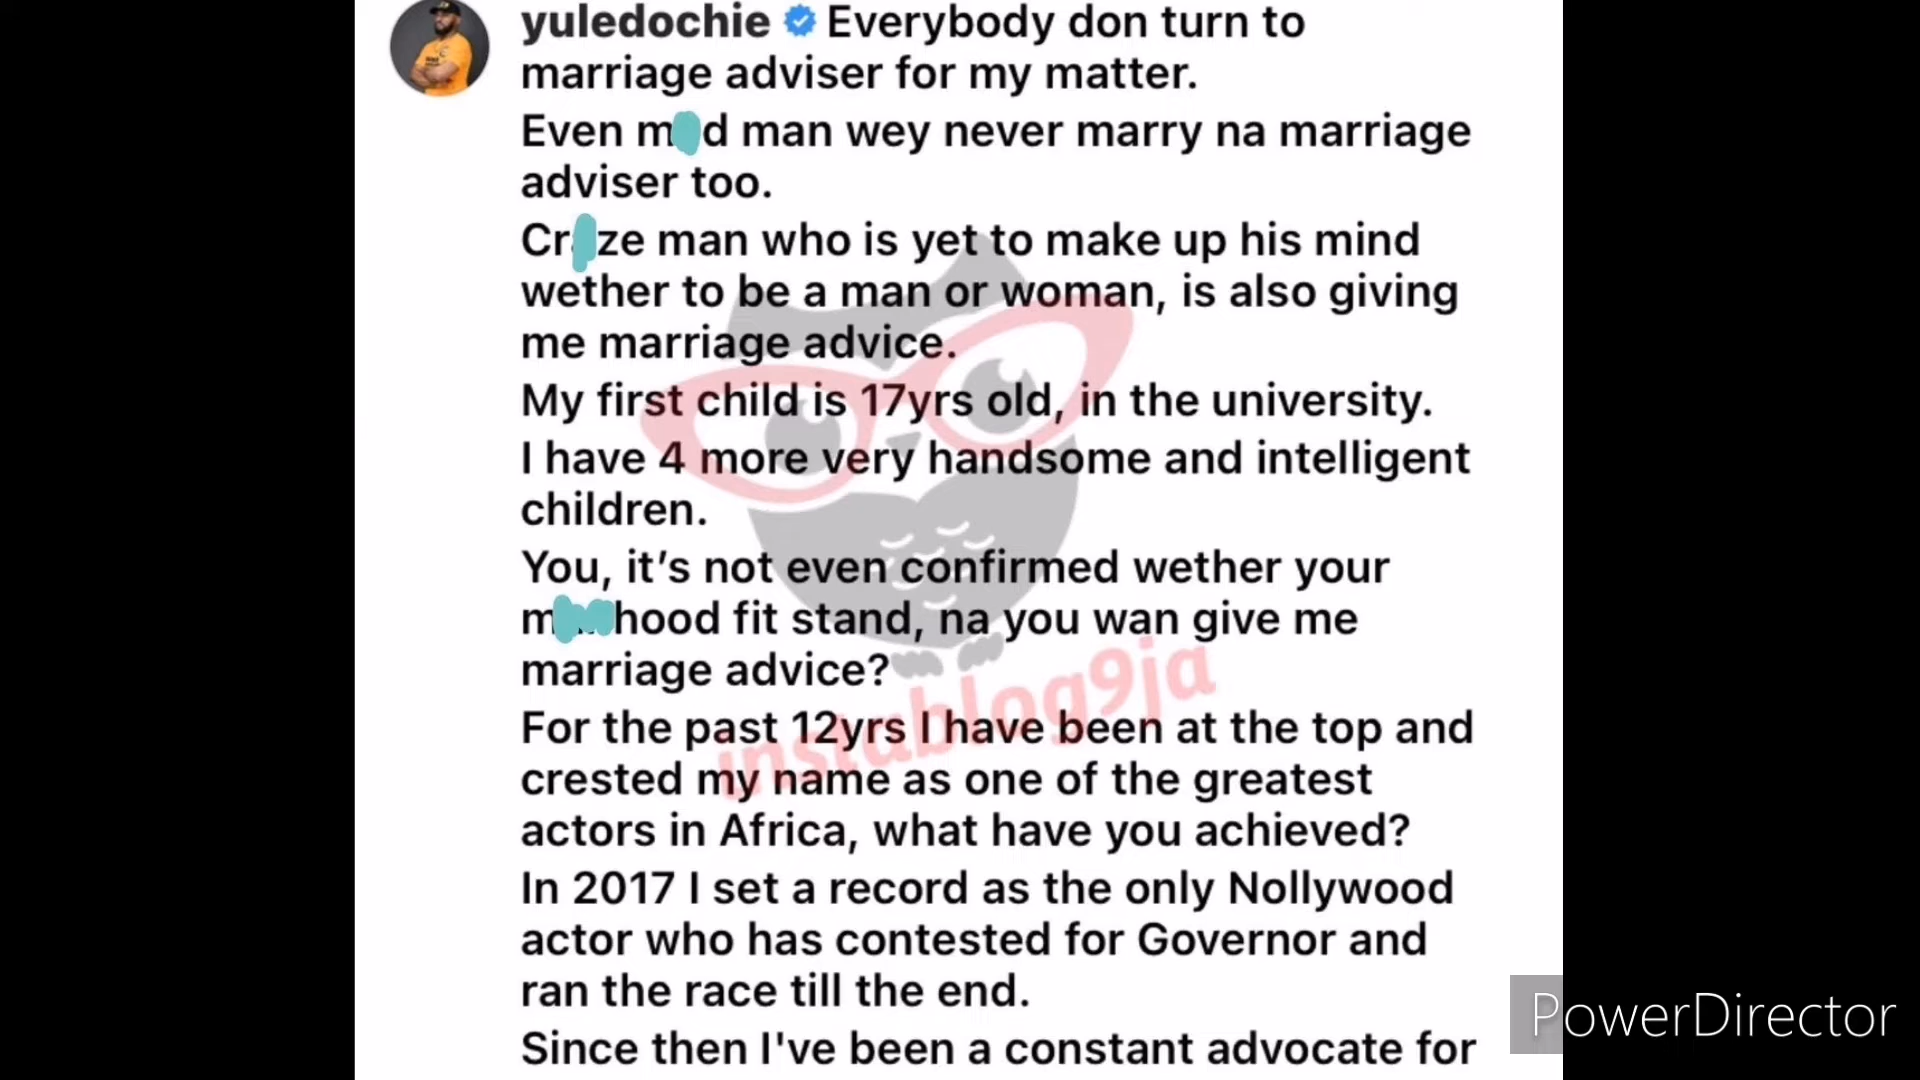 yuledochie Everybody don turn to
marriage adviser for my matter.
Even m d man wey never marry na marriage
adviser too.
Cr ze man who is yet to make up his mind
wether to be a man or woman, is also giving
me marriage advice.
My first child is 17yrs old, in the university.
I have 4 more very handsome and intelligent
children.
You, it's not even confirmed wether your
m hood fit stand, na you wan give me
marriage advice?
For the past 12yrs I have been at the top and
crested my name as one of the greatest
actors in Africa, what have you achieved?
In 2017 I set a record as the only Nollywood
actor who has contested for Governor and
ran the race till the end.
Since then I've been a constant advocate for
instablog9ja
PowerDirector